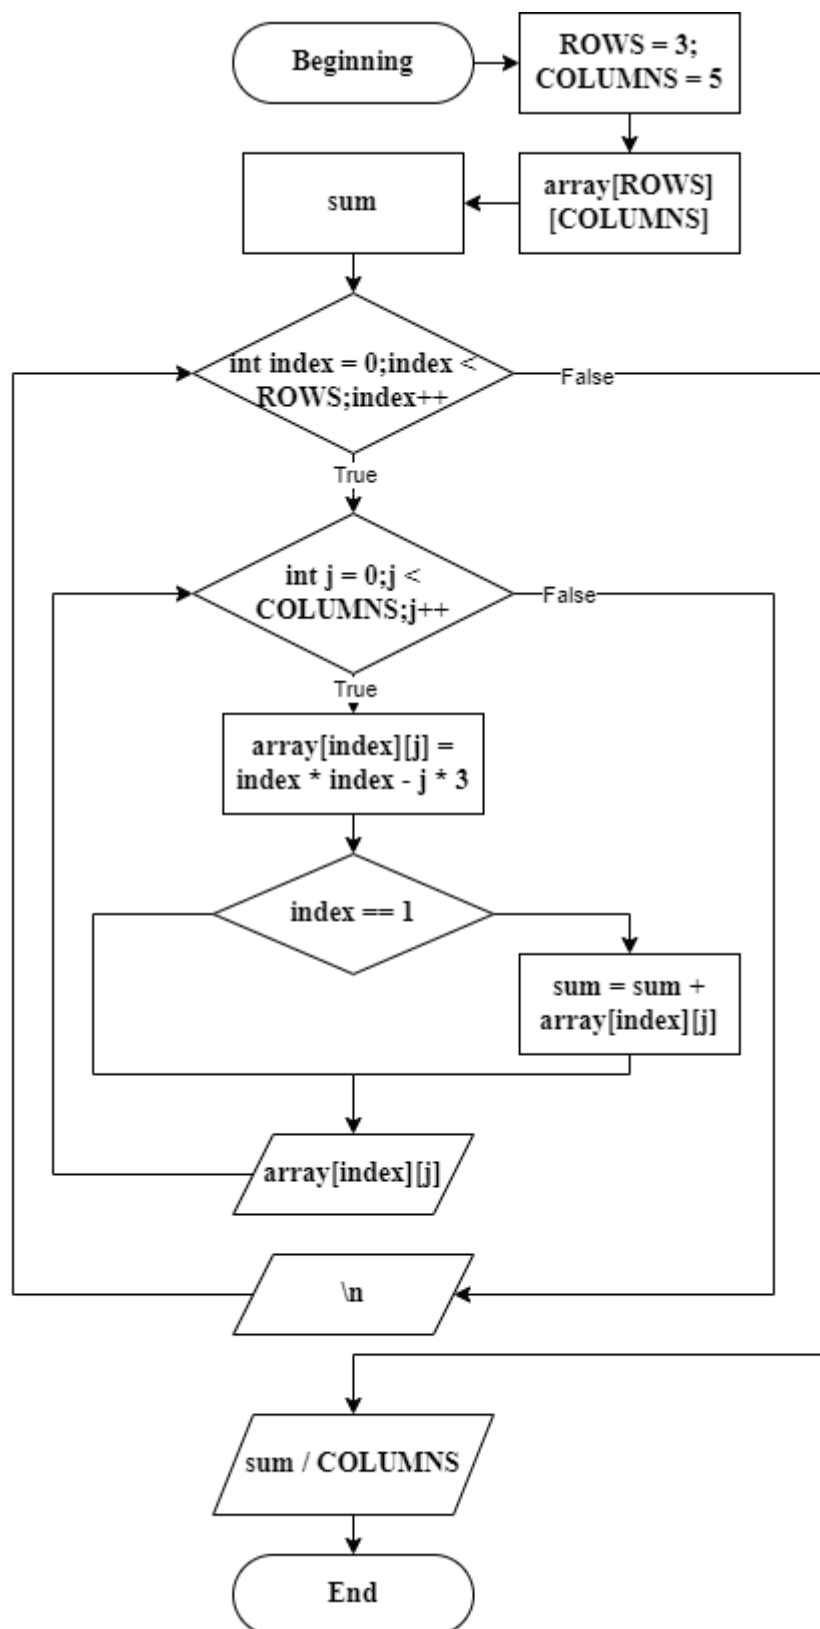 Beginning
ROWS = 3;
COLUMNS = 5
array[ROWS]
[COLUMNS]
sum
int index = 0;index <
ROWS;index++
False
True
int j = 0;j <
COLUMNS;j++
False
True
array[index][j] =
index * index - j * 3
index == 1
sum = sum +
array[index][j]
array[index][j]
\n
sum / COLUMNS
End